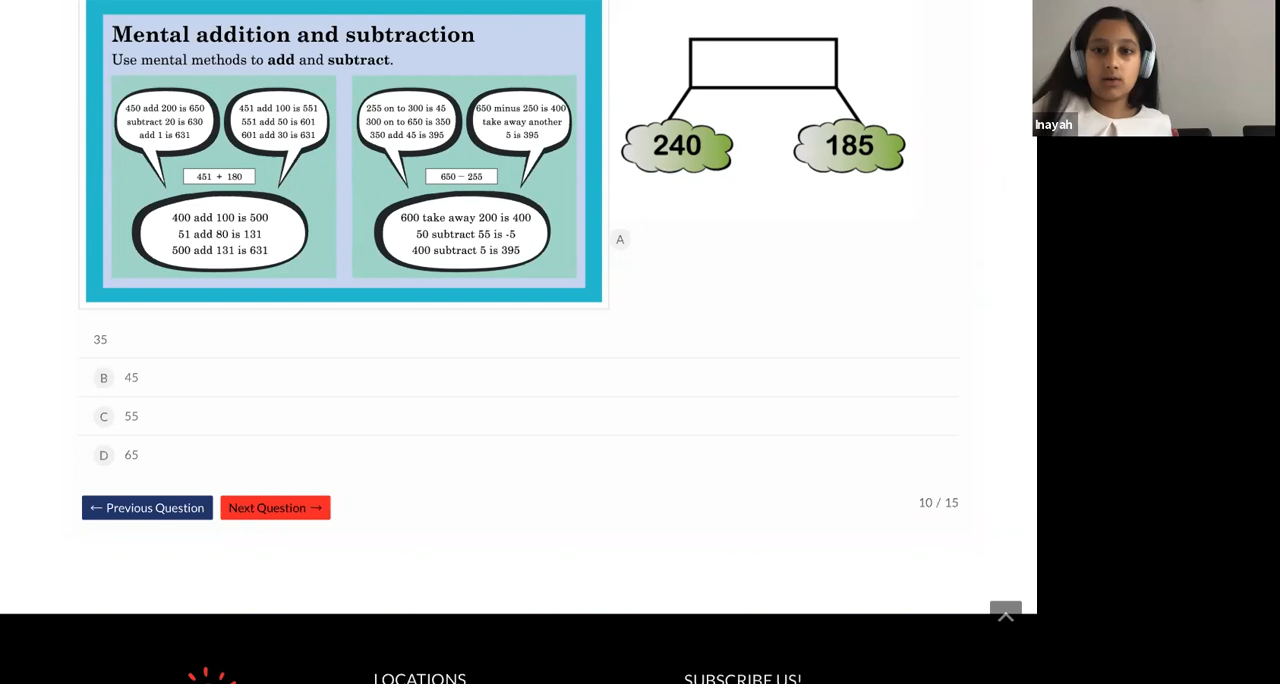 Mental addition and subtraction
Use mental methods to add and subtract.
450 add 200 is 650
subtract 20 is 630
add 1 is 631
451 add 100 is 551
551 add 50 is 601
601 add 30 is 631
451 + 180
400 add 100 is 500
51 add 80 is 131
500 add 131 is 631
255 on to 300 is 45
300 on to 650 is 350
350 add 45 is 395
650 minus 250 is 400
take away another
5 is 395
650 − 255
600 take away 200 is 400
50 subtract 55 is -5
400 subtract 5 is 395
240
185
Inayah
A
35
B 45
C 55
D 65
← Previous Question
Next Question →
10 / 15
LOCATIONS
SUBSCRIBE US!